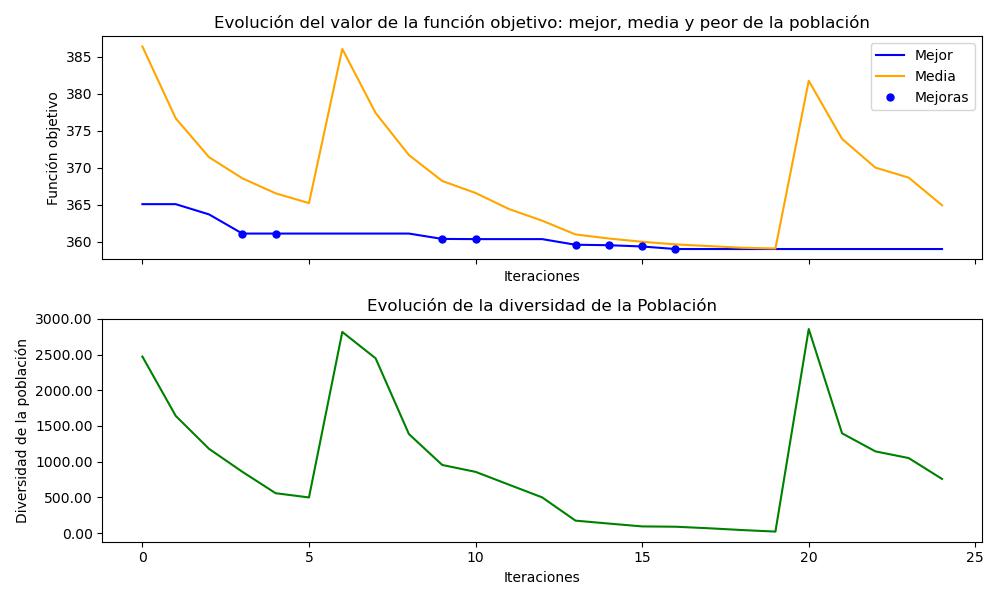 Evolución del valor de la función objetivo: mejor, media y peor de la población
385
380
375
370
365
360
Función objetivo
Mejor
Media
Mejoras
Iteraciones
Evolución de la diversidad de la Población
3000.00
2500.00
2000.00
1500.00
1000.00
500.00
0.00
Diversidad de la población
0 5 10 15 20 25
Iteraciones